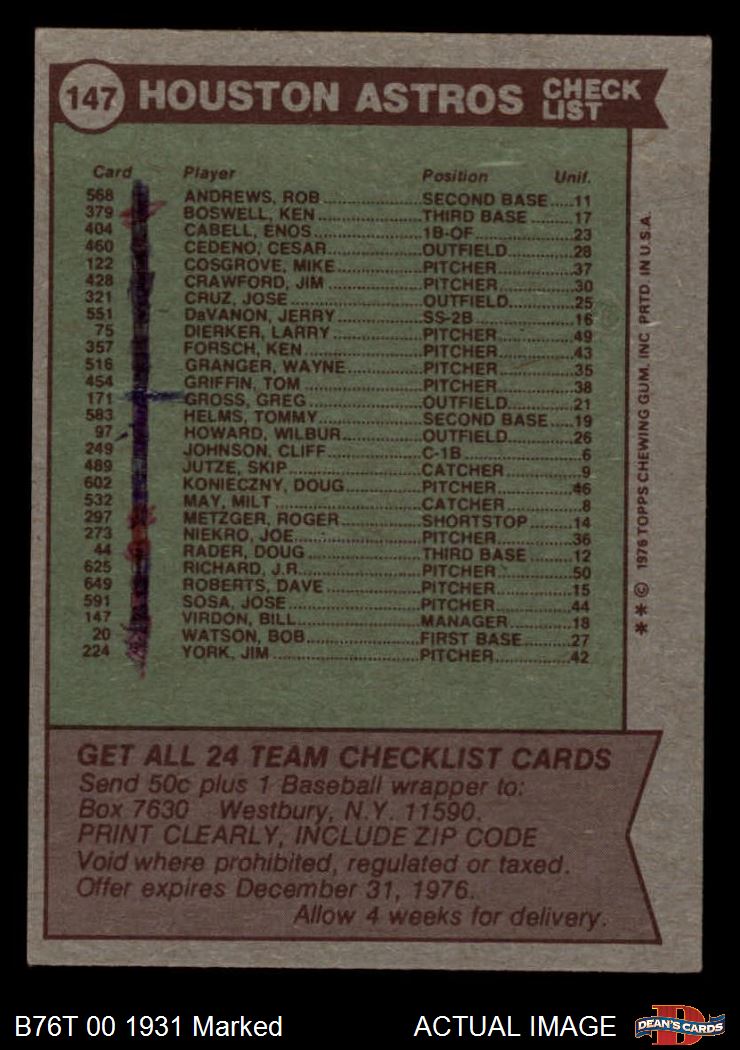 147 HOUSTON ASTROS CHECK LIST
Card Player Position Unif.
568 ANDREWS, ROB SECOND BASE 11
379 BOSWELL, KEN THIRD BASE 17
404 CABELL, ENOS 1B-OF 23
460 CEDENO, CESAR OUTFIELD 28
122 COSGROVE, MIKE PITCHER 37
428 CRAWFORD, JIM PITCHER 30
321 CRUZ, JOSE OUTFIELD 25
551 DaVANON, JERRY SS-2B 16
75 DIERKER, LARRY PITCHER 49
357 FORSCH, KEN PITCHER 43
516 GRANGER, WAYNE PITCHER 35
454 GRIFFIN, TOM PITCHER 38
171 GROSS, GREG OUTFIELD 21
583 HELMS, TOMMY SECOND BASE 19
97 HOWARD, WILBUR OUTFIELD 26
249 JOHNSON, CLIFF C-1B 6
489 JUTZE, SKIP CATCHER 9
602 KONIECZNY, DOUG PITCHER 46
532 MAY, MILT CATCHER 8
297 METZGER, ROGER SHORTSTOP 14
273 NIEKRO, JOE PITCHER 36
44 RADER, DOUG THIRD BASE 12
625 RICHARD, J.R. PITCHER 50
649 ROBERTS, DAVE PITCHER 15
591 SOSA, JOSE PITCHER 44
147 VIRDON, BILL MANAGER 18
20 WATSON, BOB FIRST BASE 27
224 YORK, JIM PITCHER 42
* * © 1976 TOPPS CHEWING GUM, INC. PRTD. IN U.S.A.
GET ALL 24 TEAM CHECKLIST CARDS
Send 50c plus 1 Baseball wrapper to:
Box 7630 Westbury, N.Y. 11590.
PRINT CLEARLY, INCLUDE ZIP CODE
Void where prohibited, regulated or taxed.
Offer expires December 31, 1976.
Allow 4 weeks for delivery.
B76T 00 1931 Marked ACTUAL IMAGE DEAN'S CARDS